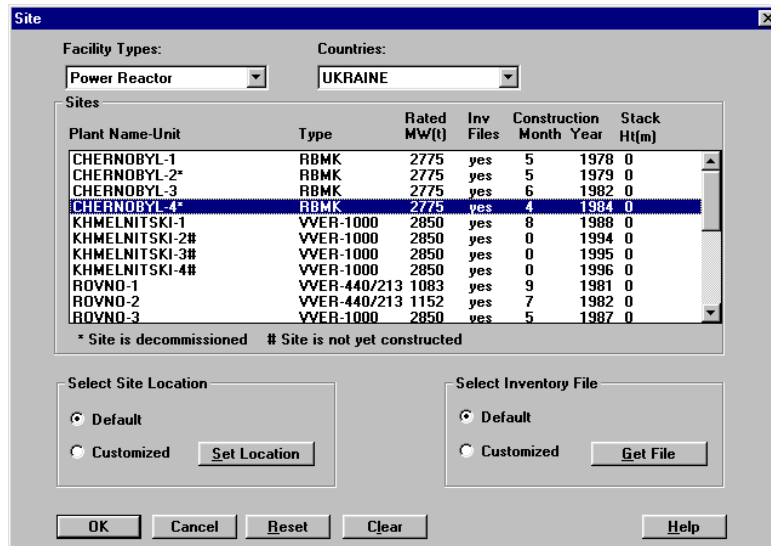 Site
Facility Types: Countries:
Power Reactor UKRAINE
Sites
Rated Inv Construction Stack
Plant Name-Unit Type MW(t) Files Month Year Ht(m)
CHERNOBYL-1 RBMK 2775 yes 5 1978 0
CHERNOBYL-2* RBMK 2775 yes 5 1979 0
CHERNOBYL-3 RBMK 2775 yes 6 1982 0
CHERNOBYL-4* RBMK 2775 yes 4 1984 0
KHMELNITSKI-1 VVER-1000 2850 yes 8 1988 0
KHMELNITSKI-2# VVER-1000 2850 yes 0 1994 0
KHMELNITSKI-3# VVER-1000 2850 yes 0 1995 0
KHMELNITSKI-4# VVER-1000 2850 yes 0 1996 0
ROVNO-1 VVER-440/213 1083 yes 9 1981 0
ROVNO-2 VVER-440/213 1152 yes 7 1982 0
ROVNO-3 VVER-1000 2850 yes 5 1987 0
* Site is decommissioned # Site is not yet constructed
Select Site Location Select Inventory File
Default Default
Customized Set Location Customized Get File
OK Cancel Reset Clear Help